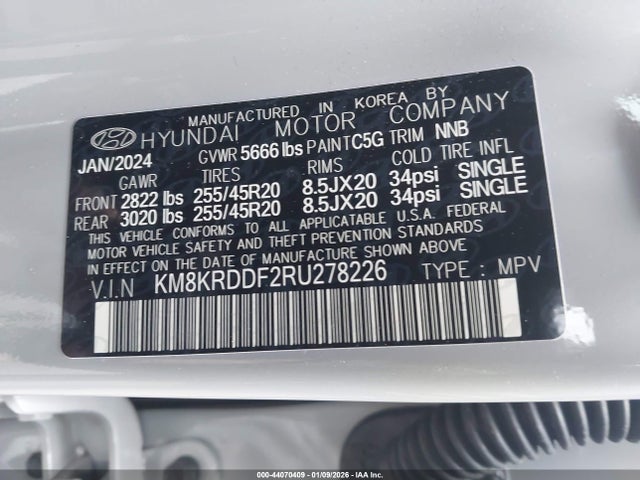 MANUFACTURED IN KOREA BY
HYUNDAI MOTOR COMPANY
JAN/2024 GVWR 5666 lbs PAINT C5G TRIM NNB
GAWR TIRES RIMS COLD TIRE INFL
FRONT 2822 lbs 255/45R20 8.5JX20 34psi SINGLE
REAR 3020 lbs 255/45R20 8.5JX20 34psi SINGLE
THIS VEHICLE CONFORMS TO ALL APPLICABLE U.S.A. FEDERAL
MOTOR VEHICLE SAFETY, BUMPER AND THEFT PREVENTION STANDARDS
IN EFFECT ON THE DATE OF MANUFACTURE SHOWN ABOVE.
V.I.N KM8KRDDF2RU278226 TYPE : MPV
000-44070409 - 01/09/2026 - IAAC